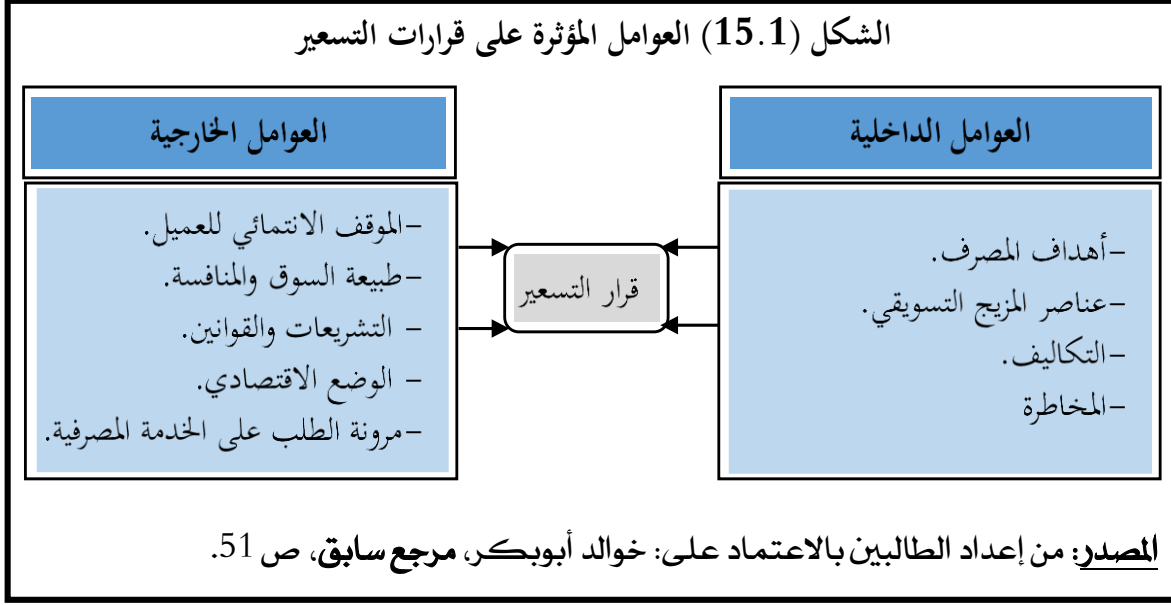 الشكل (15.1) العوامل المؤثرة على قرارات التسعير
العوامل الداخلية
-أهداف المصرف.
-عناصر المزيج التسويقي.
-التكاليف.
-المخاطرة
قرار التسعير
العوامل الخارجية
-الموقف الانتمائي للعميل.
-طبيعة السوق والمنافسة.
- التشريعات والقوانين.
- الوضع الاقتصادي.
-مرونة الطلب على الخدمة المصرفية.
المصدر: من إعداد الطالبين بالاعتماد على: خوالد أبوبكر، مرجع سابق، ص 51.